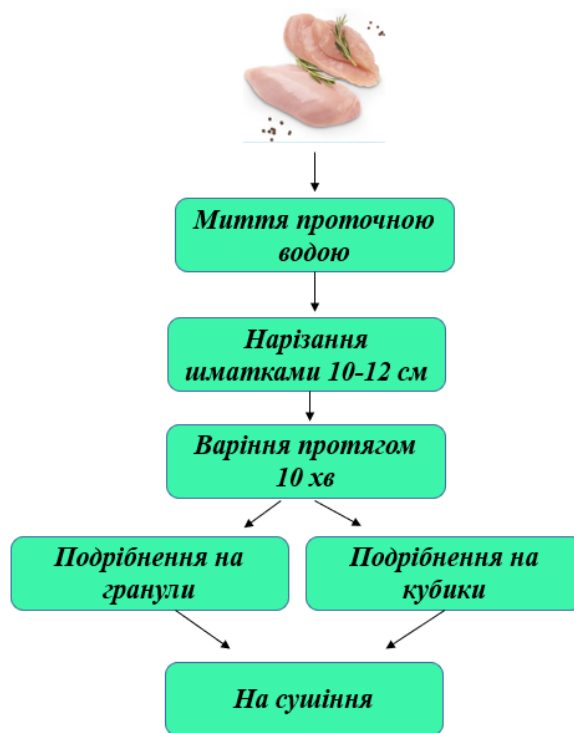 Миття проточною
водою
Нарізання
шматками 10-12 см
Варіння протягом
10 хв
Подрібнення на
гранули
Подрібнення на
кубики
На сушіння